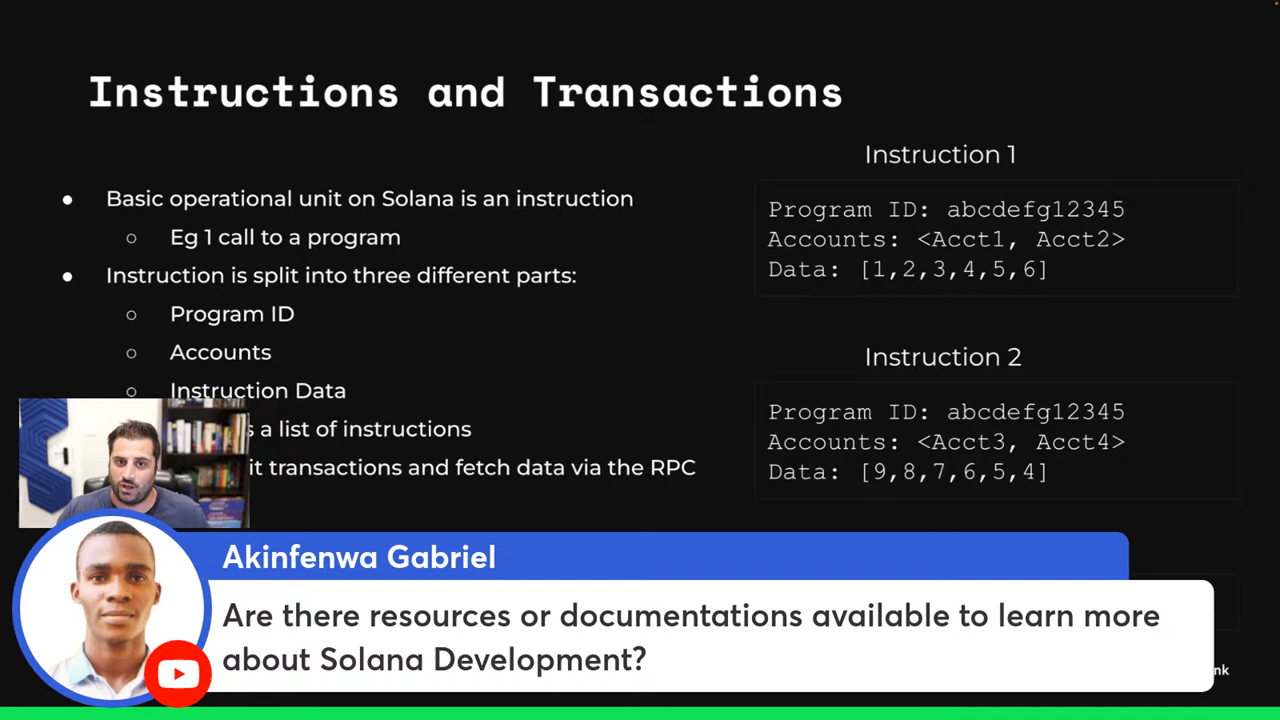 Instructions and Transactions
Basic operational unit on Solana is an instruction
Eg 1 call to a program
Instruction is split into three different parts:
Program ID
Accounts
Instruction Data
a list of instructions
transactions and fetch data via the RPC
Instruction 1
Program ID: abcdefg12345
Accounts: <Acct1, Acct2>
Data: [1,2,3,4,5,6]
Instruction 2
Program ID: abcdefg12345
Accounts: <Acct3, Acct4>
Data: [9,8,7,6,5,4]
Akinfenwa Gabriel
Are there resources or documentations available to learn more
about Solana Development?